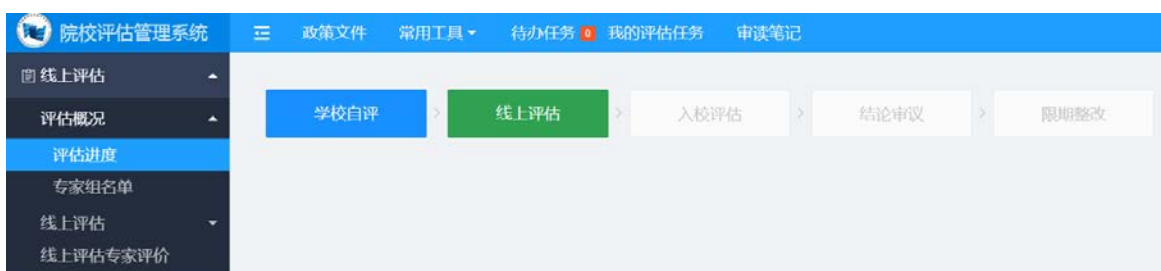 院校评估管理系统 政策文件 常用工具 待办任务 0 我的评估任务 审读笔记
线上评估
学校自评 > 线上评估 > 入校评估 > 结论审议 > 限期整改
评估概况
评估进度
专家组名单
线上评估
线上评估专家评价